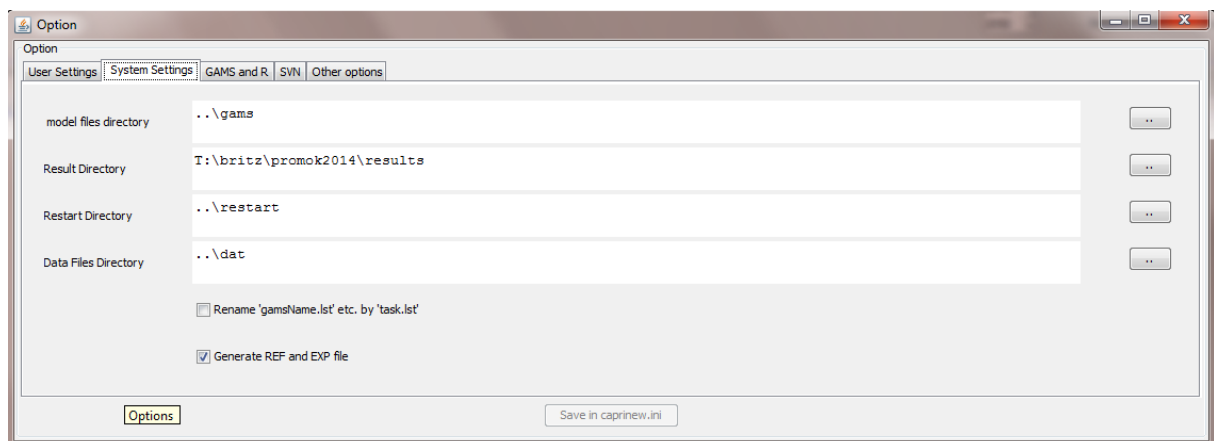 Option
Option
User Settings System Settings GAMS and R SVN Other options
model files directory ..\gams ..
Result Directory T:\britz\promok2014\results ..
Restart Directory ..\restart ..
Data Files Directory ..\dat ..
Rename 'gamsName.lst' etc. by 'task.lst'
Generate REF and EXP file
Options Save in caprinew.ini